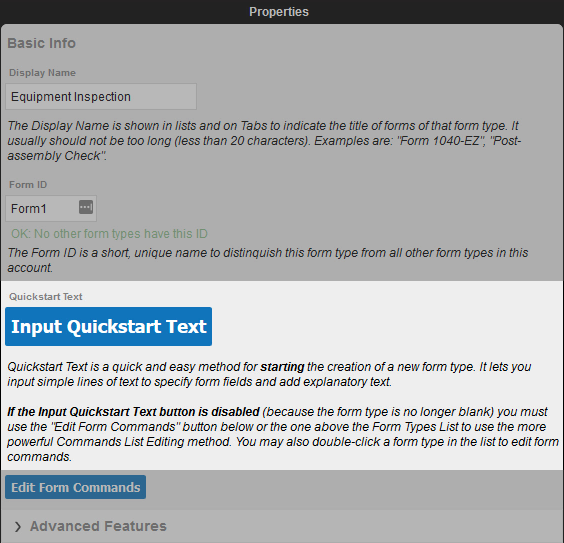 Properties
Basic Info
Display Name
Equipment Inspection
The Display Name is shown in lists and on Tabs to indicate the title of forms of that form type. It
usually should not be too long (less than 20 characters). Examples are: "Form 1040-EZ", "Post-
assembly Check".
Form ID
Form1
OK: No other form types have this ID
The Form ID is a short, unique name to distinquish this form type from all other form types in this
account.
Quickstart Text
Input Quickstart Text
Quickstart Text is a quick and easy method for starting the creation of a new form type. It lets you
input simple lines of text to specify form fields and add explanatory text.
If the Input Quickstart Text button is disabled (because the form type is no longer blank) you must
use the "Edit Form Commands" button below or the one above the Form Types List to use the more
powerful Commands List Editing method. You may also double-click a form type in the list to edit form
commands.
Edit Form Commands
Advanced Features